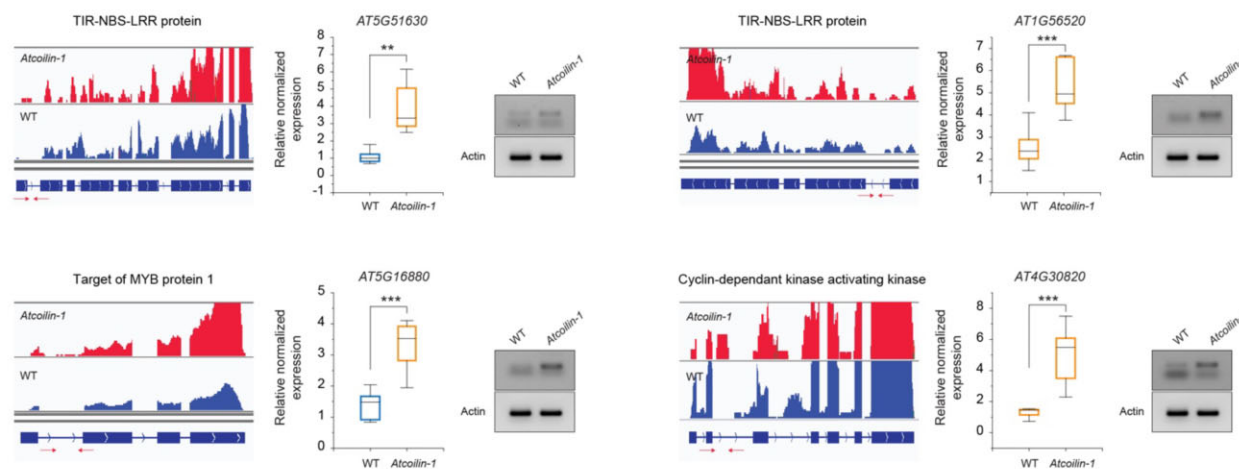 TIR-NBS-LRR protein
AT5G51630
Atcoilin-1
WT
Relative normalized
expression
8
7
6
5
4
3
2
1
0
-1
**
WT
Atcoilin-1
WT
Atcoilin-1
Actin
TIR-NBS-LRR protein
AT1G56520
Atcoilin-1
WT
Relative normalized
expression
7
6
5
4
3
2
1
***
WT
Atcoilin-1
WT
Atcoilin-1
Actin
Target of MYB protein 1
AT5G16880
Atcoilin-1
WT
Relative normalized
expression
5
4
3
2
1
0
***
WT
Atcoilin-1
WT
Atcoilin-1
Actin
Cyclin-dependant kinase activating kinase
AT4G30820
Atcoilin-1
WT
Relative normalized
expression
8
6
4
2
0
***
WT
Atcoilin-1
WT
Atcoilin-1
Actin